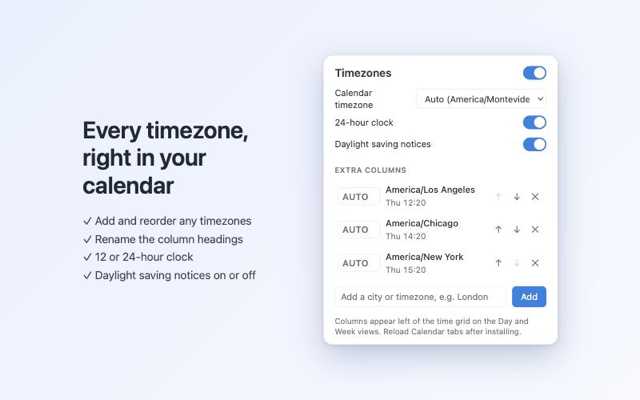 Every timezone,
right in your
calendar
✓ Add and reorder any timezones
✓ Rename the column headings
✓ 12 or 24-hour clock
✓ Daylight saving notices on or off
Timezones
Calendar
timezone
Auto (America/Montevide
24-hour clock
Daylight saving notices
EXTRA COLUMNS
AUTO
America/Los Angeles
Thu 12:20
AUTO
America/Chicago
Thu 14:20
AUTO
America/New York
Thu 15:20
Add a city or timezone, e.g. London
Add
Columns appear left of the time grid on the Day and
Week views. Reload Calendar tabs after installing.